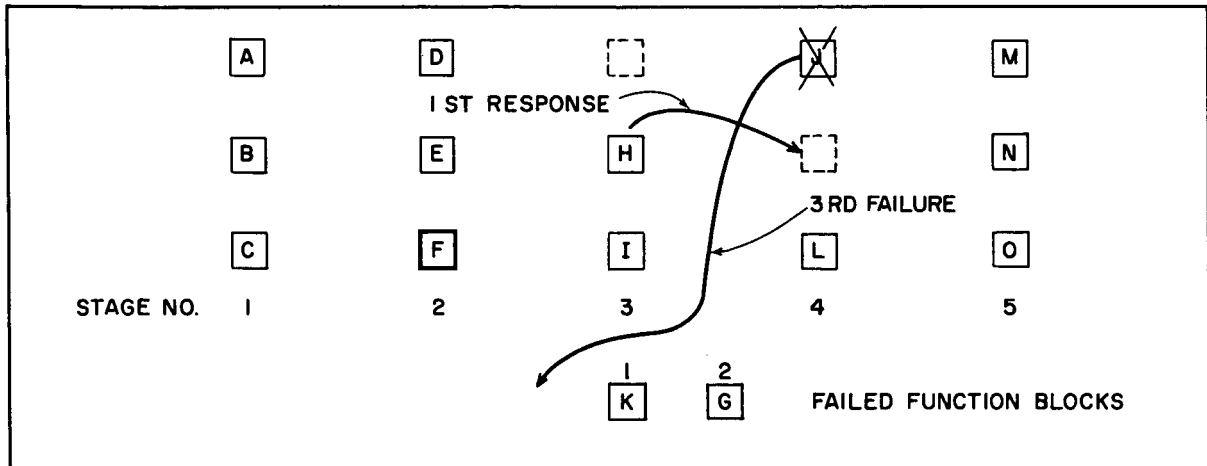 A D J M
1 ST RESPONSE
B E H N
3 RD FAILURE
C F I L O
STAGE NO. 1 2 3 4 5
1 2
K G FAILED FUNCTION BLOCKS